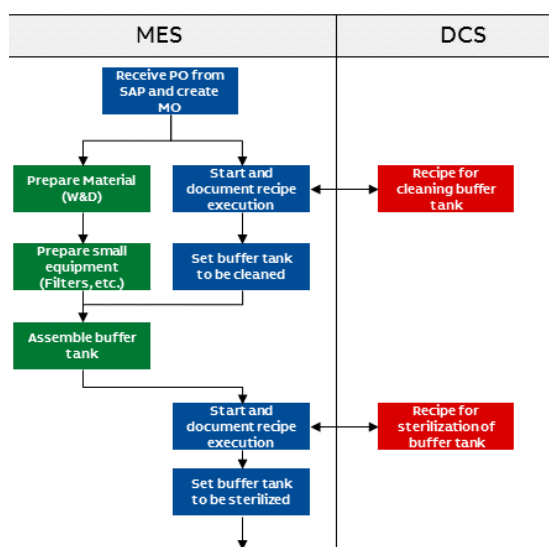 MES
DCS
Receive PO from
SAP and create
MO
Prepare Material
(W&D)
Start and
document recipe
execution
Recipe for
cleaning buffer
tank
Prepare small
equipment
(Filters, etc.)
Set buffer tank
to be cleaned
Assemble buffer
tank
Start and
document recipe
execution
Recipe for
sterilization of
buffer tank
Set buffer tank
to be sterilized